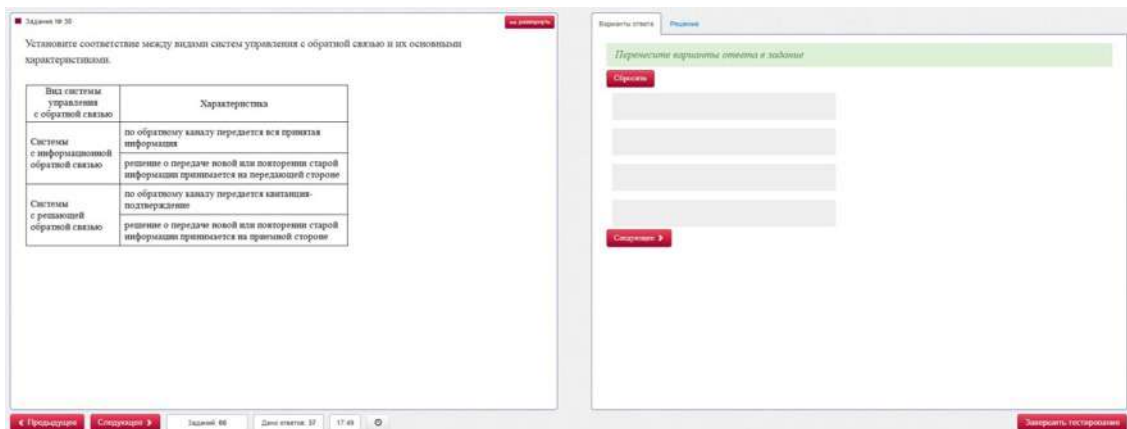 Задание № 30
развернуть
Установите соответствие между видами систем управления с обратной связью и их основными
характеристиками.
Вид системы
управления
с обратной связью
Характеристика
Системы
с информационной
обратной связью
по обратному каналу передается вся принятая
информация
решение о передаче новой или повторении старой
информации принимается на передающей стороне
Системы
с решающей
обратной связью
по обратному каналу передается квитанция-
подтверждение
решение о передаче новой или повторении старой
информации принимается на приемной стороне
Предыдущее
Следующее
Заданий: 66
Дано ответов: 37
17:49
Варианты ответа
Решение
Перенесите варианты ответа в задание
Сбросить
Следующее
Завершить тестирование